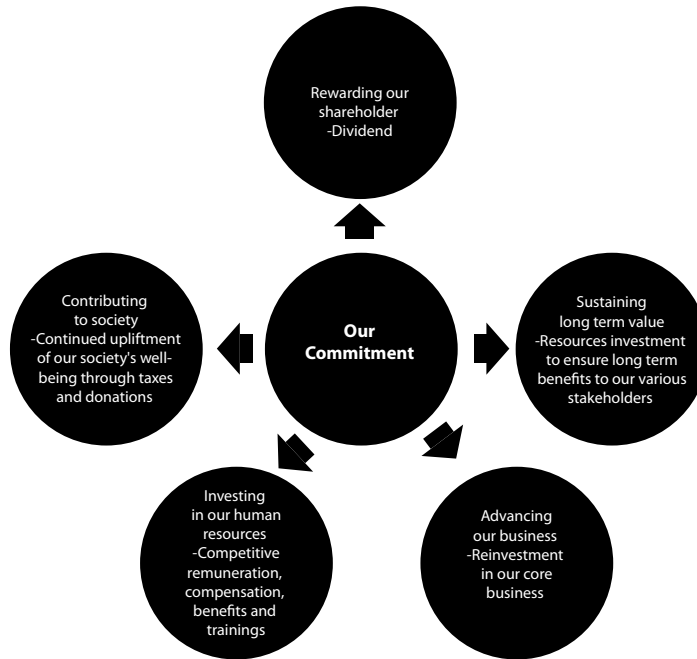 Rewarding our
shareholder
-Dividend
Contributing
to society
-Continued upliftment
of our society's well-
being through taxes
and donations
Our
Commitment
Sustaining
long term value
-Resources investment
to ensure long term
benefits to our various
stakeholders
Investing
in our human
resources
-Competitive
remuneration,
compensation,
benefits and
trainings
Advancing
our business
-Reinvestment
in our core
business